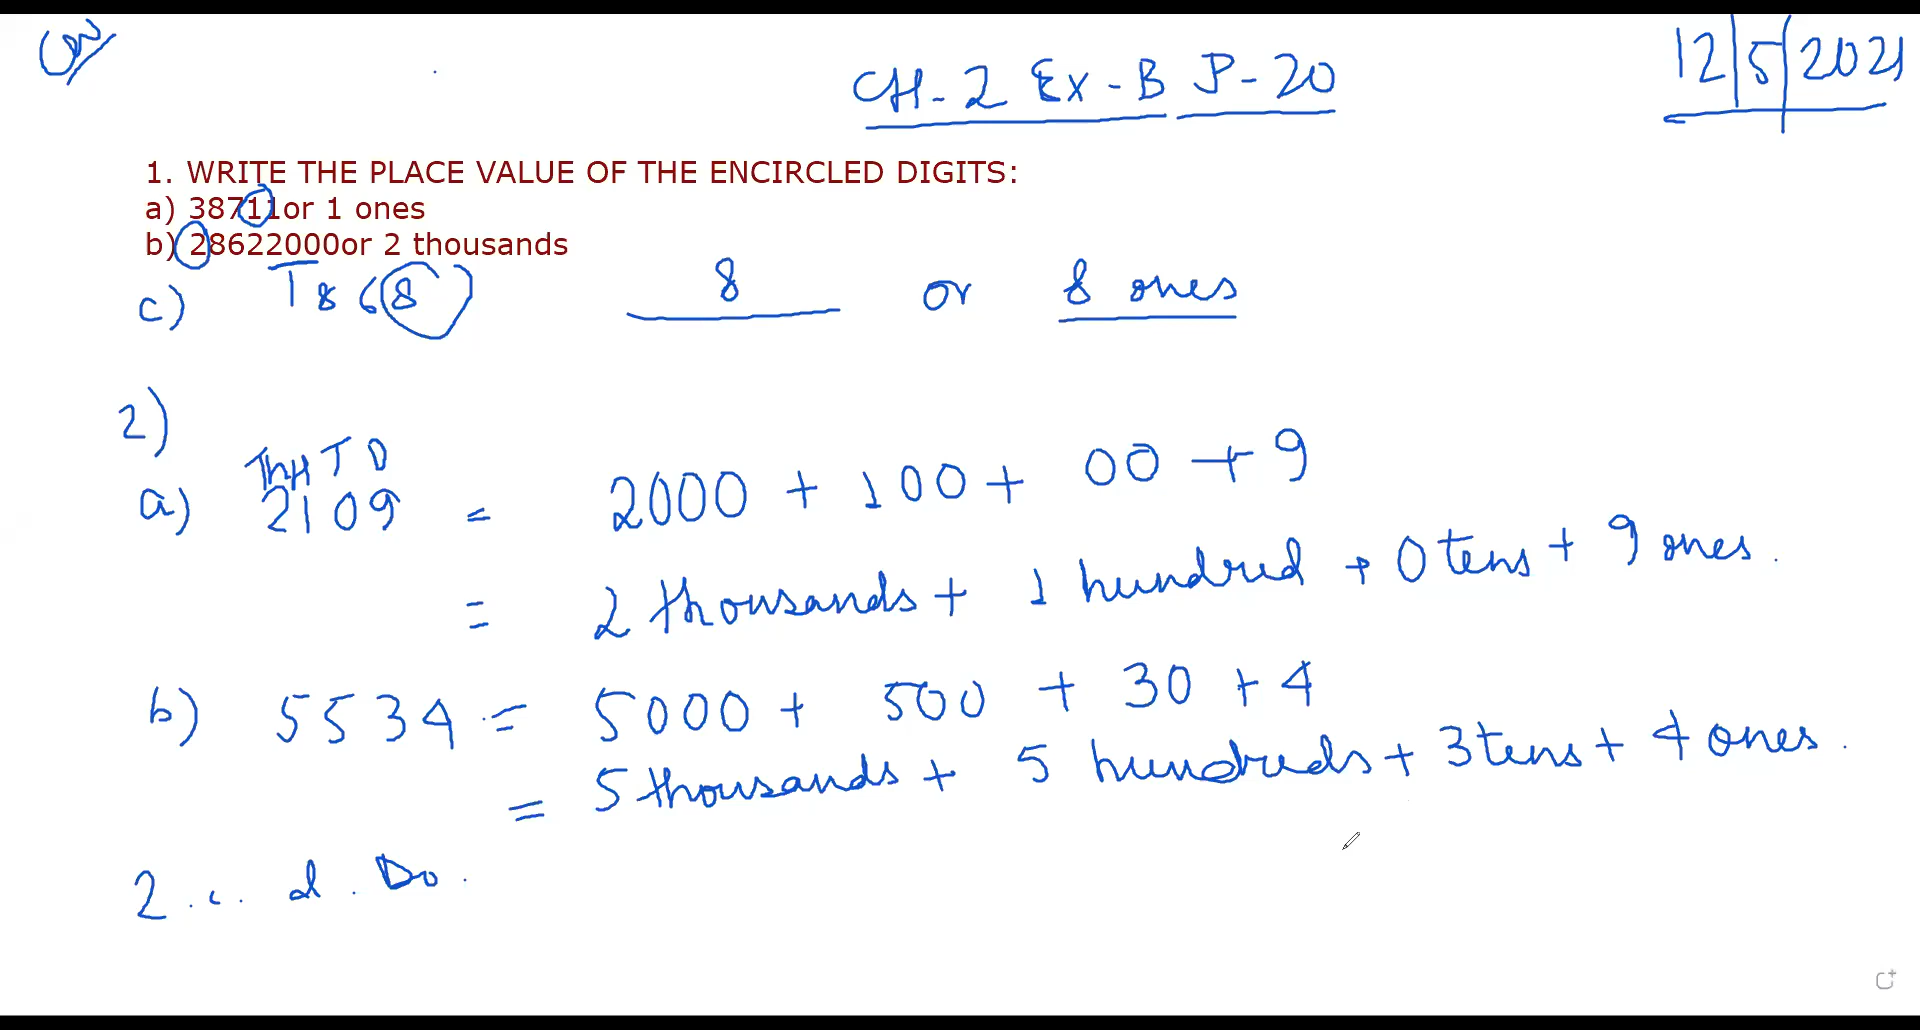 CW
CH-2 Ex-B P-20
12/5/2021
1. WRITE THE PLACE VALUE OF THE ENCIRCLED DIGITS:
a) 38711or 1 ones
b) 28622000or 2 thousands
c) 7868 8 or 8 ones
2)
Th H T O
a) 2109 = 2000 + 100 + 00 + 9
= 2 thousands + 1 hundred + 0 tens + 9 ones.
b) 5534 = 5000 + 500 + 30 + 4
= 5 thousands + 5 hundreds + 3 tens + 4 ones.
2. c. d. Do.